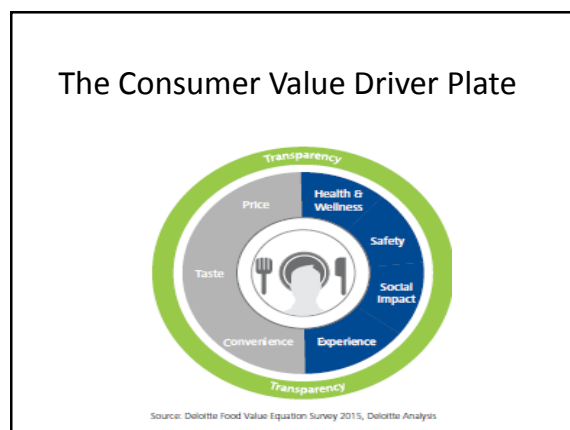 The Consumer Value Driver Plate
Transparency
Price
Health &
Wellness
Safety
Taste
Social
Impact
Convenience
Experience
Transparency
Source: Deloitte Food Value Equation Survey 2015, Deloitte Analysis